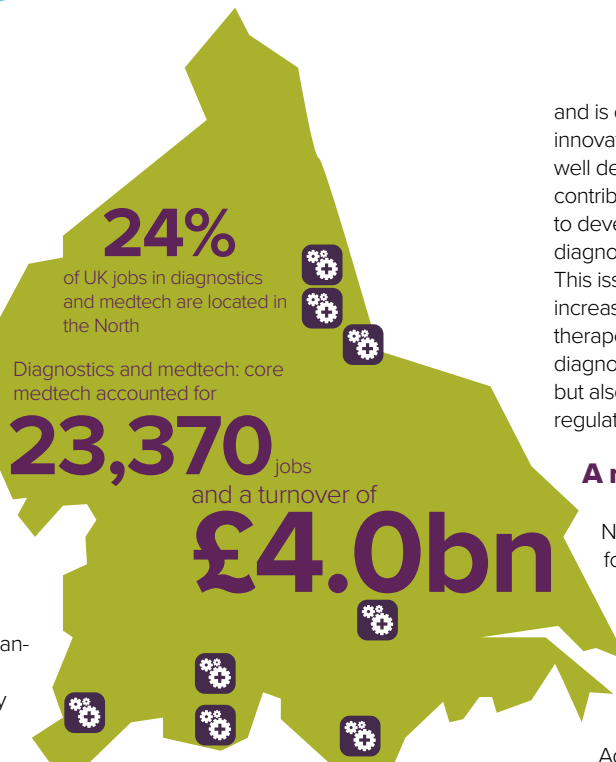 24%
of UK jobs in diagnostics
and medtech are located in
the North
Diagnostics and medtech: core
medtech accounted for
23,370 jobs
and a turnover of
£4.0bn
and is
innova
well de
contrib
to deve
diagno
This iss
increas
therape
diagno
but als
regulat
A
N
fo
an-
y